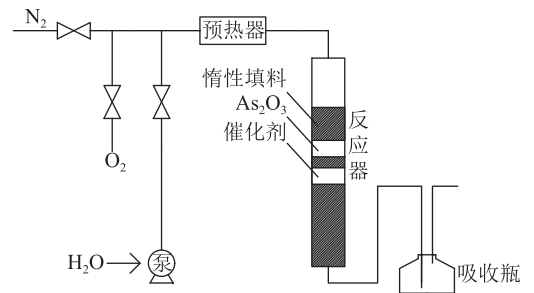 N₂
预热器
惰性填料
As₂O₃
催化剂
反应器
O₂
H₂O
泵
吸收瓶